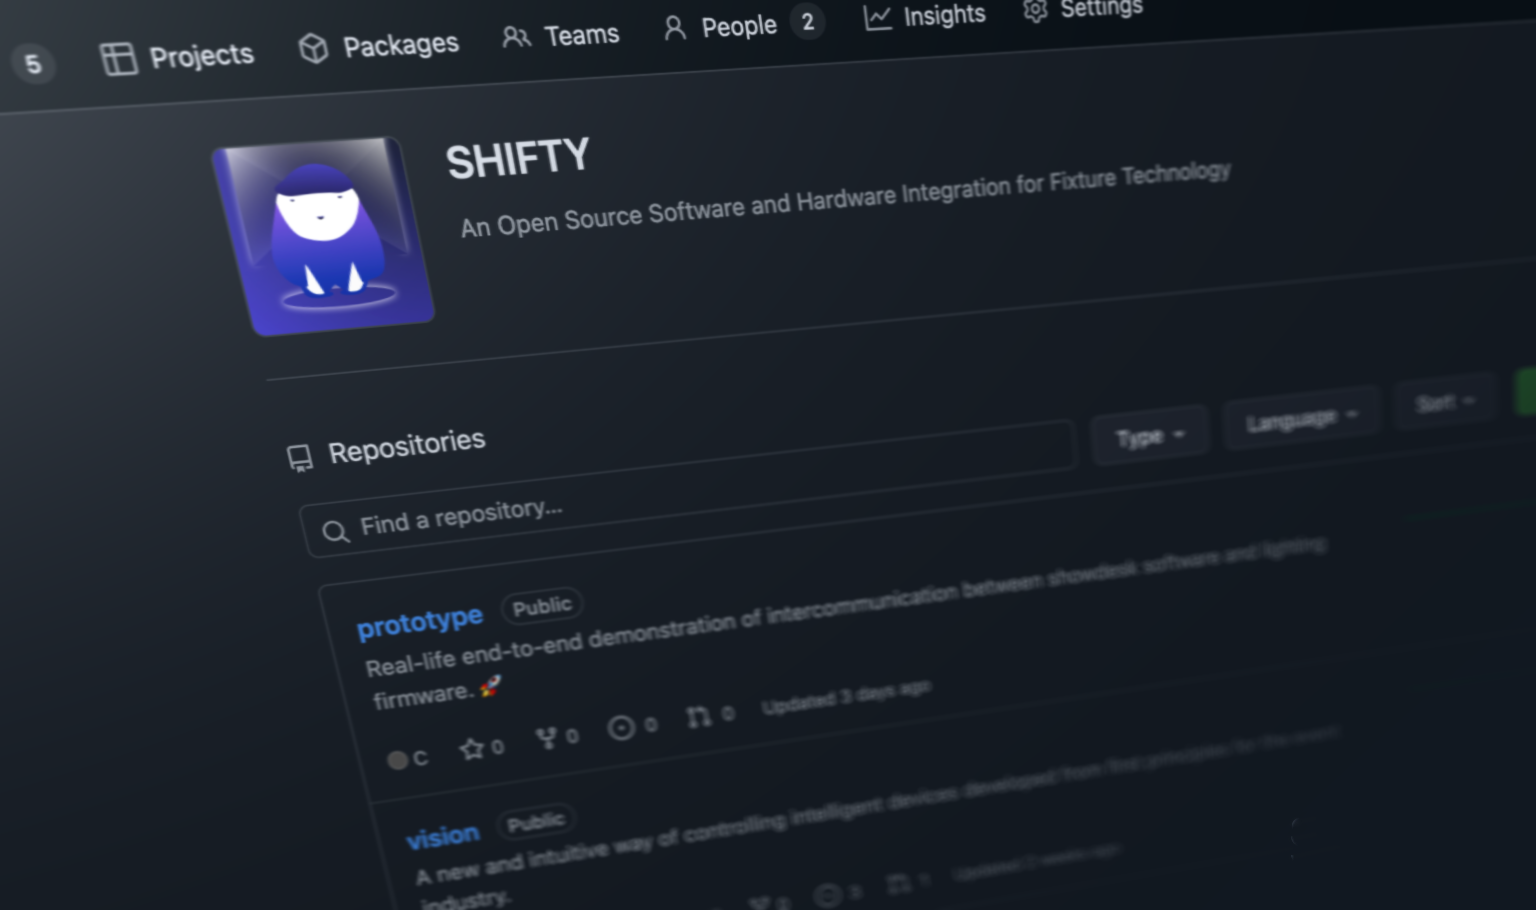 5 Projects Packages Teams People 2 Insights Settings
SHIFTY
An Open Source Software and Hardware Integration for Fixture Technology
Repositories
Find a repository...
Type Language Sort
prototype Public
Real-life end-to-end demonstration of intercommunication between showdesk software and lighting
firmware. 🚀
C 0 0 0 0 Updated 3 days ago
vision Public
A new and intuitive way of controlling intelligent devices developed from first principles for the event
industry.